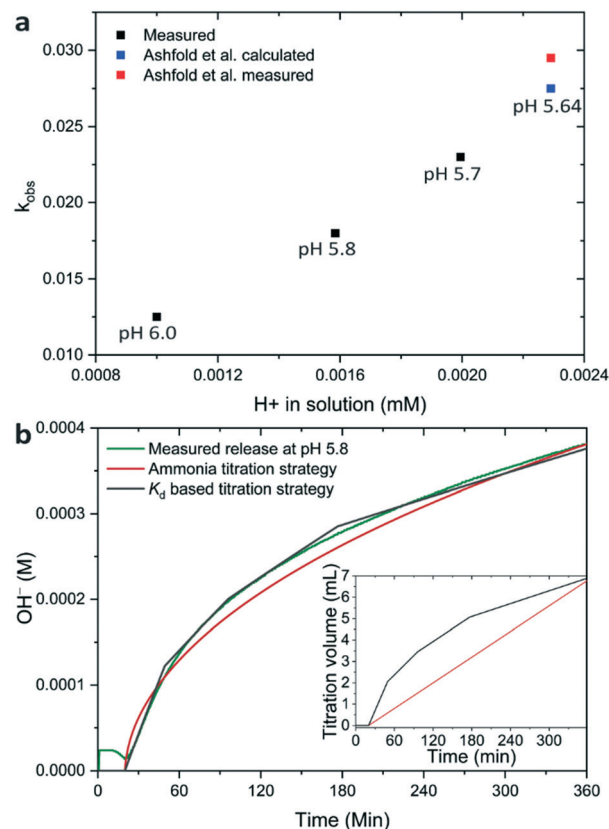 a
Measured
Ashfold et al. calculated
Ashfold et al. measured
0.030
0.025
0.020
0.015
0.010
k_obs
pH 5.64
pH 5.7
pH 5.8
pH 6.0
0.0008 0.0012 0.0016 0.0020 0.0024
H+ in solution (mM)
b
Measured release at pH 5.8
Ammonia titration strategy
K_d based titration strategy
0.0004
0.0003
0.0002
0.0001
0.0000
OH⁻ (M)
7
6
5
4
3
2
1
0
Titration volume (mL)
0 60 120 180 240 300
Time (min)
0 60 120 180 240 300 360
Time (Min)